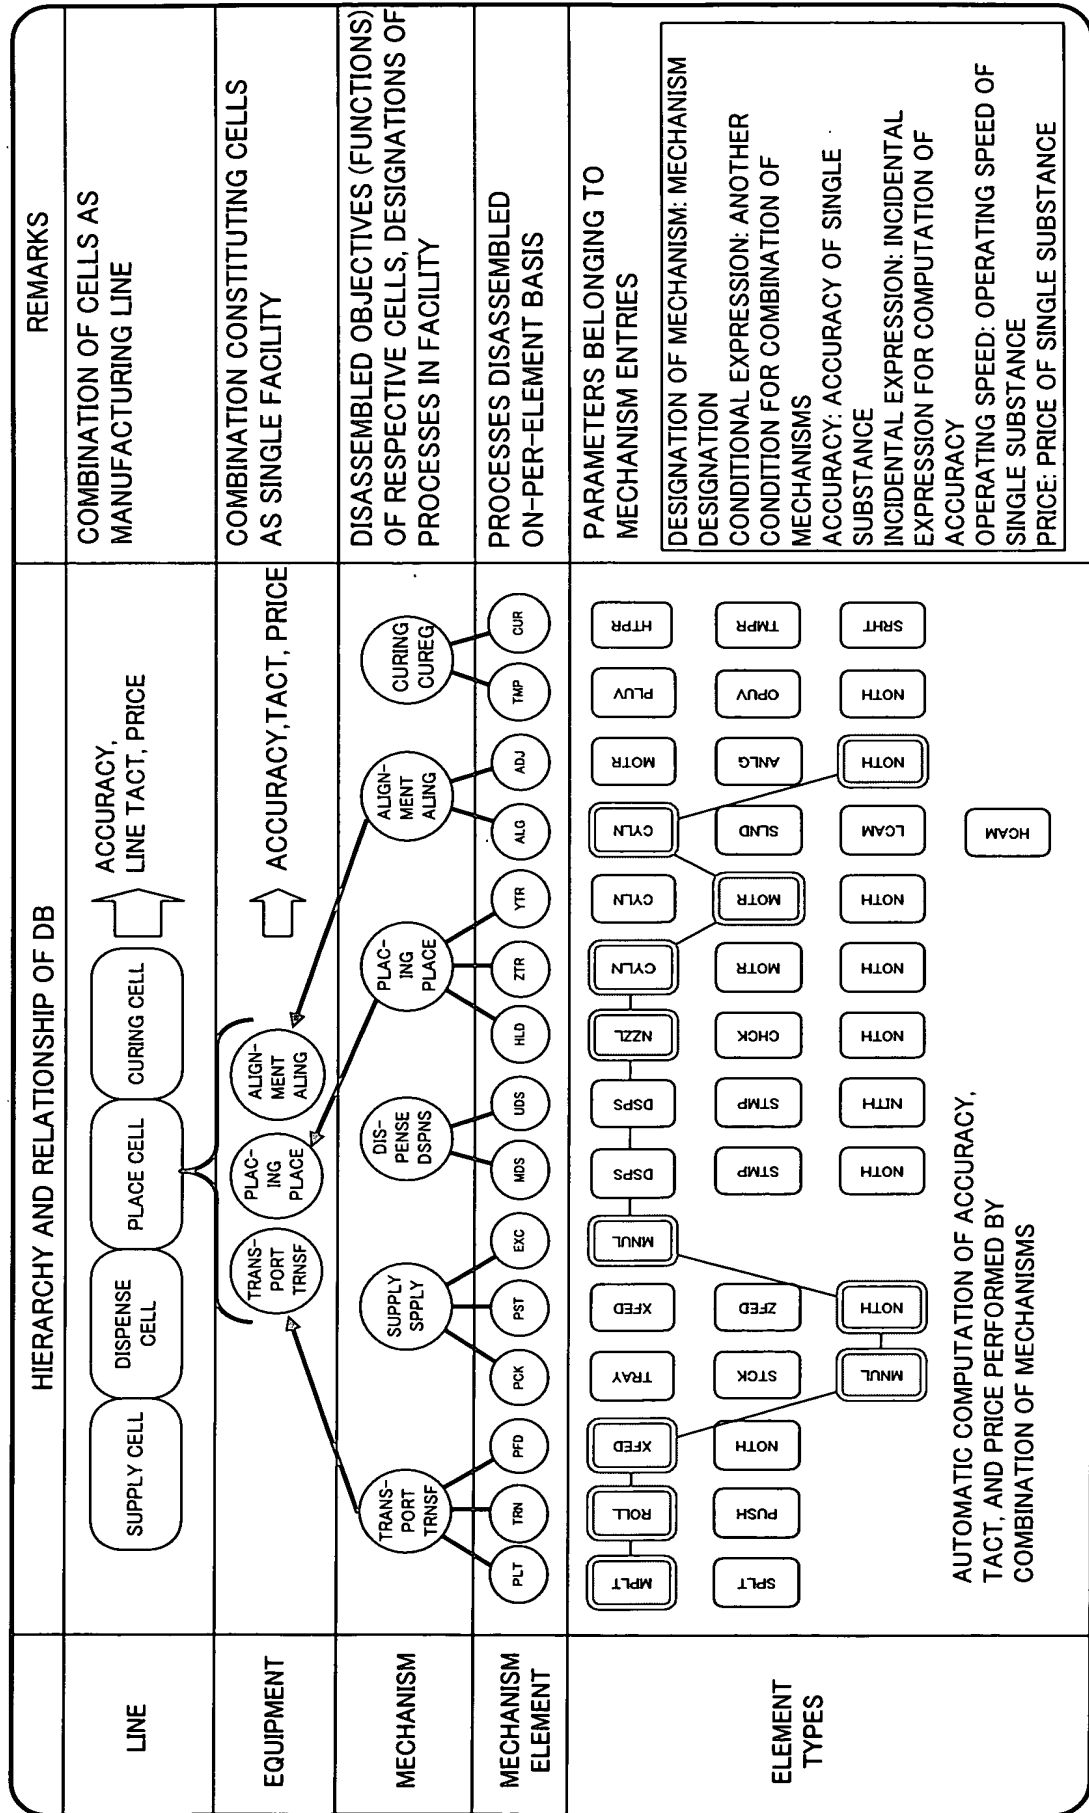 HIERARCHY AND RELATIONSHIP OF DB
REMARKS
LINE
SUPPLY CELL
DISPENSE
CELL
PLACE CELL
CURING CELL
ACCURACY,
LINE TACT, PRICE
COMBINATION OF CELLS AS
MANUFACTURING LINE
EQUIPMENT
TRANS-
PORT
TRNSF
PLAC-
ING
PLACE
ALIGN-
MENT
ALING
ACCURACY,TACT, PRICE
COMBINATION CONSTITUTING CELLS
AS SINGLE FACILITY
MECHANISM
TRANS-
PORT
TRNSF
SUPPLY
SPPLY
DIS-
PENSE
DSPNS
PLAC-
ING
PLACE
ALIGN-
MENT
ALING
CURING
CUREG
DISASSEMBLED OBJECTIVES (FUNCTIONS)
OF RESPECTIVE CELLS, DESIGNATIONS OF
PROCESSES IN FACILITY
MECHANISM
ELEMENT
PLT
TRN
PFD
PCK
PST
EXC
MDS
UDS
HLD
ZTR
YTR
ALG
ADJ
TMP
CUR
PROCESSES DISASSEMBLED
ON-PER-ELEMENT BASIS
ELEMENT
TYPES
MPLT
ROLL
XFED
TRAY
XFED
MNUL
DSPS
DSPS
NZZL
CYLN
CYLN
CYLN
MOTR
PLUV
HTPR
SPLT
PUSH
NOTH
STCK
ZFED
STMP
STMP
CHCK
MOTR
MOTR
SLND
ANLG
OPUV
TMPR
MNUL
NOTH
NOTH
NITH
NOTH
NOTH
NOTH
LCAM
NOTH
NOTH
SRHT
HCAM
AUTOMATIC COMPUTATION OF ACCURACY,
TACT, AND PRICE PERFORMED BY
COMBINATION OF MECHANISMS
PARAMETERS BELONGING TO
MECHANISM ENTRIES
DESIGNATION OF MECHANISM: MECHANISM
DESIGNATION
CONDITIONAL EXPRESSION: ANOTHER
CONDITION FOR COMBINATION OF
MECHANISMS
ACCURACY: ACCURACY OF SINGLE
SUBSTANCE
INCIDENTAL EXPRESSION: INCIDENTAL
EXPRESSION FOR COMPUTATION OF
ACCURACY
OPERATING SPEED: OPERATING SPEED OF
SINGLE SUBSTANCE
PRICE: PRICE OF SINGLE SUBSTANCE